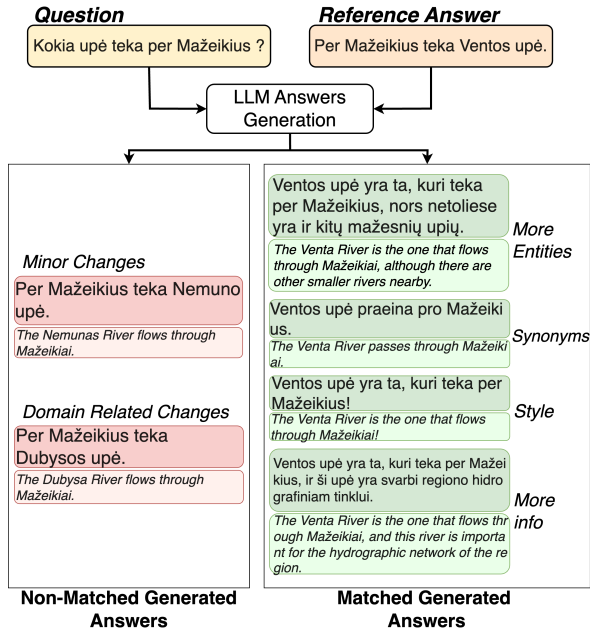 Question
Reference Answer
Kokia upė teka per Mažeikius ?
Per Mažeikius teka Ventos upė.
LLM Answers
Generation
Minor Changes
Per Mažeikius teka Nemuno
upė.
The Nemunas River flows through
Mažeikiai.
Domain Related Changes
Per Mažeikius teka
Dubysos upė.
The Dubysa River flows through
Mažeikiai.
Non-Matched Generated
Answers
Ventos upė yra ta, kuri teka
per Mažeikius, nors netoliese
yra ir kitų mažesnių upių.
The Venta River is the one that flows
through Mažeikiai, although there are
other smaller rivers nearby.
More
Entities
Ventos upė praeina pro Mažeiki
us.
The Venta River passes through Mažeiki
ai.
Synonyms
Ventos upė yra ta, kuri teka per
Mažeikius!
The Venta River is the one that flows
through Mažeikiai!
Style
Ventos upė yra ta, kuri teka per Mažei
kius, ir ši upė yra svarbi regiono hidro
grafiniam tinklui.
The Venta River is the one that flows thr
ough Mažeikiai, and this river is importa
nt for the hydrographic network of the re
gion.
More
info
Matched Generated
Answers